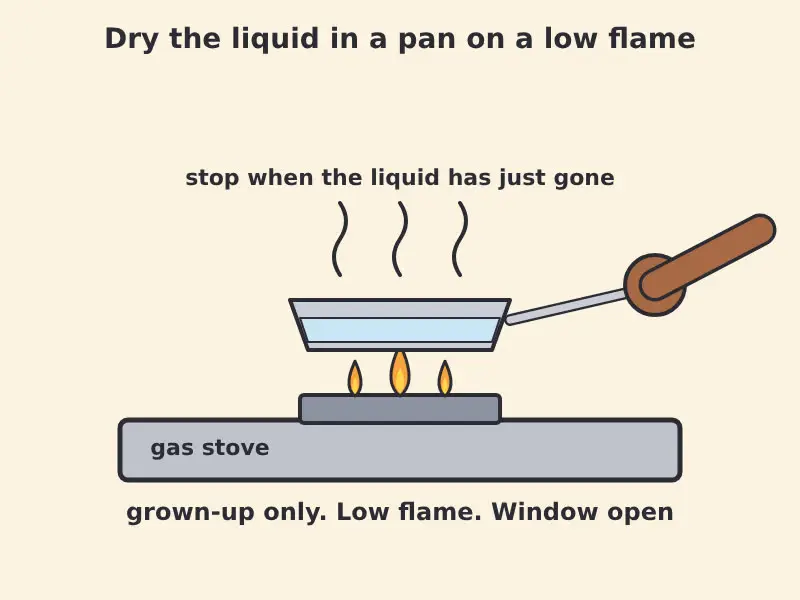 Dry the liquid in a pan on a low flame
stop when the liquid has just gone
gas stove
grown-up only. Low flame. Window open